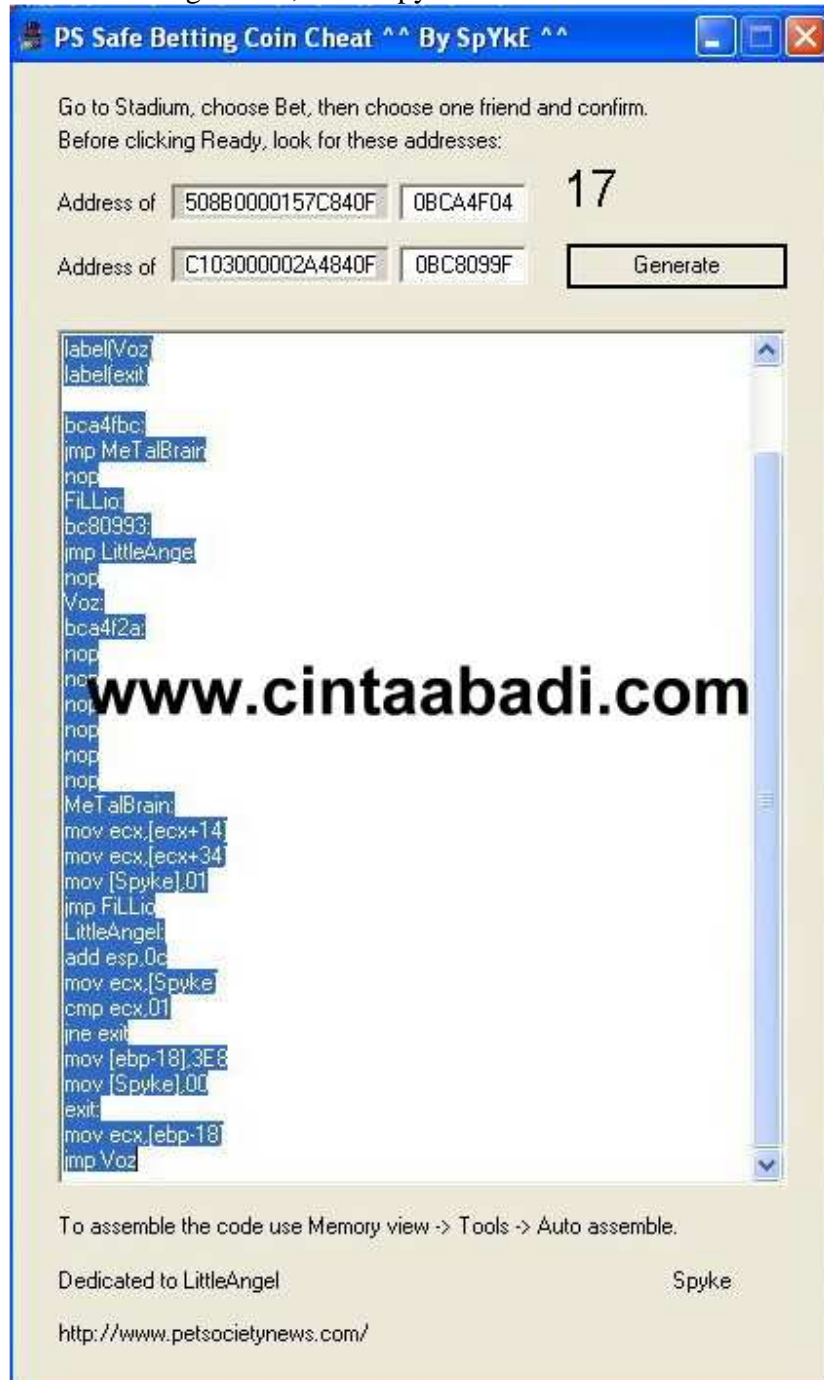 PS Safe Betting Coin Cheat ^^ By SpYkE ^^
Go to Stadium, choose Bet, then choose one friend and confirm.
Before clicking Ready, look for these addresses:
Address of 508B0000157C840F 0BCA4F04 17
Address of C103000002A4840F 0BC8099F Generate
label(Voz)
label(exit)
bca4fbc:
jmp MeTalBrain
nop
FiLLio:
bc80993:
jmp LittleAngel
nop
Voz:
bca4f2a:
nop
nop
nop
nop
nop
nop
www.cintaabadi.com
MeTalBrain:
mov ecx,[ecx+14]
mov ecx,[ecx+34]
mov [Spyke],01
jmp FiLLio
LittleAngel:
add esp,0c
mov ecx,[Spyke]
cmp ecx,01
jne exit
mov [ebp-18],3E8
mov [Spyke],00
exit:
mov ecx,[ebp-18]
jmp Voz
To assemble the code use Memory view -> Tools -> Auto assemble.
Dedicated to LittleAngel Spyke
http://www.petsocietynews.com/